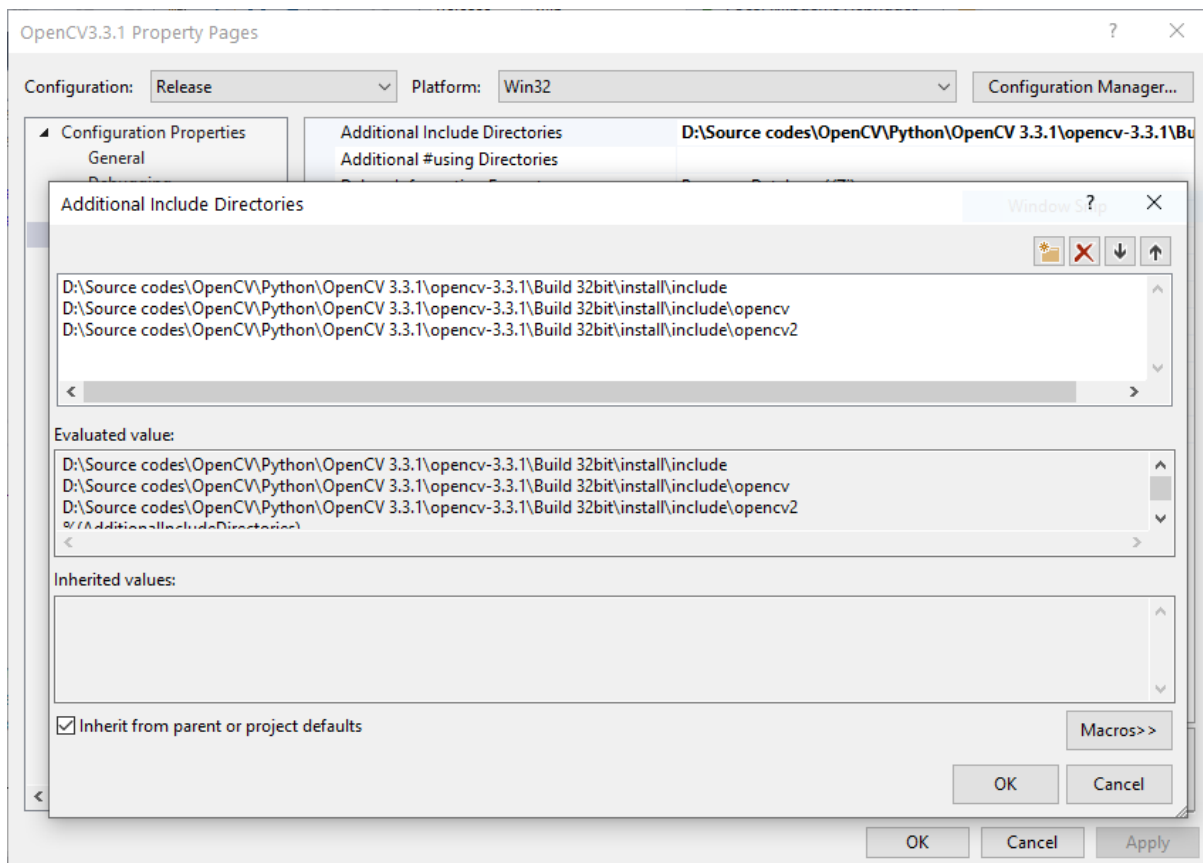 OpenCV3.3.1 Property Pages
?
Configuration: Release Platform: Win32 Configuration Manager...
Configuration Properties
General
Additional Include Directories D:\Source codes\OpenCV\Python\OpenCV 3.3.1\opencv-3.3.1\Bu
Additional #using Directories
Additional Include Directories
Window Snip ?
D:\Source codes\OpenCV\Python\OpenCV 3.3.1\opencv-3.3.1\Build 32bit\install\include
D:\Source codes\OpenCV\Python\OpenCV 3.3.1\opencv-3.3.1\Build 32bit\install\include\opencv
D:\Source codes\OpenCV\Python\OpenCV 3.3.1\opencv-3.3.1\Build 32bit\install\include\opencv2
Evaluated value:
D:\Source codes\OpenCV\Python\OpenCV 3.3.1\opencv-3.3.1\Build 32bit\install\include
D:\Source codes\OpenCV\Python\OpenCV 3.3.1\opencv-3.3.1\Build 32bit\install\include\opencv
D:\Source codes\OpenCV\Python\OpenCV 3.3.1\opencv-3.3.1\Build 32bit\install\include\opencv2
%(AdditionalIncludeDirectories)
Inherited values:
Inherit from parent or project defaults
Macros>>
OK Cancel
OK Cancel Apply